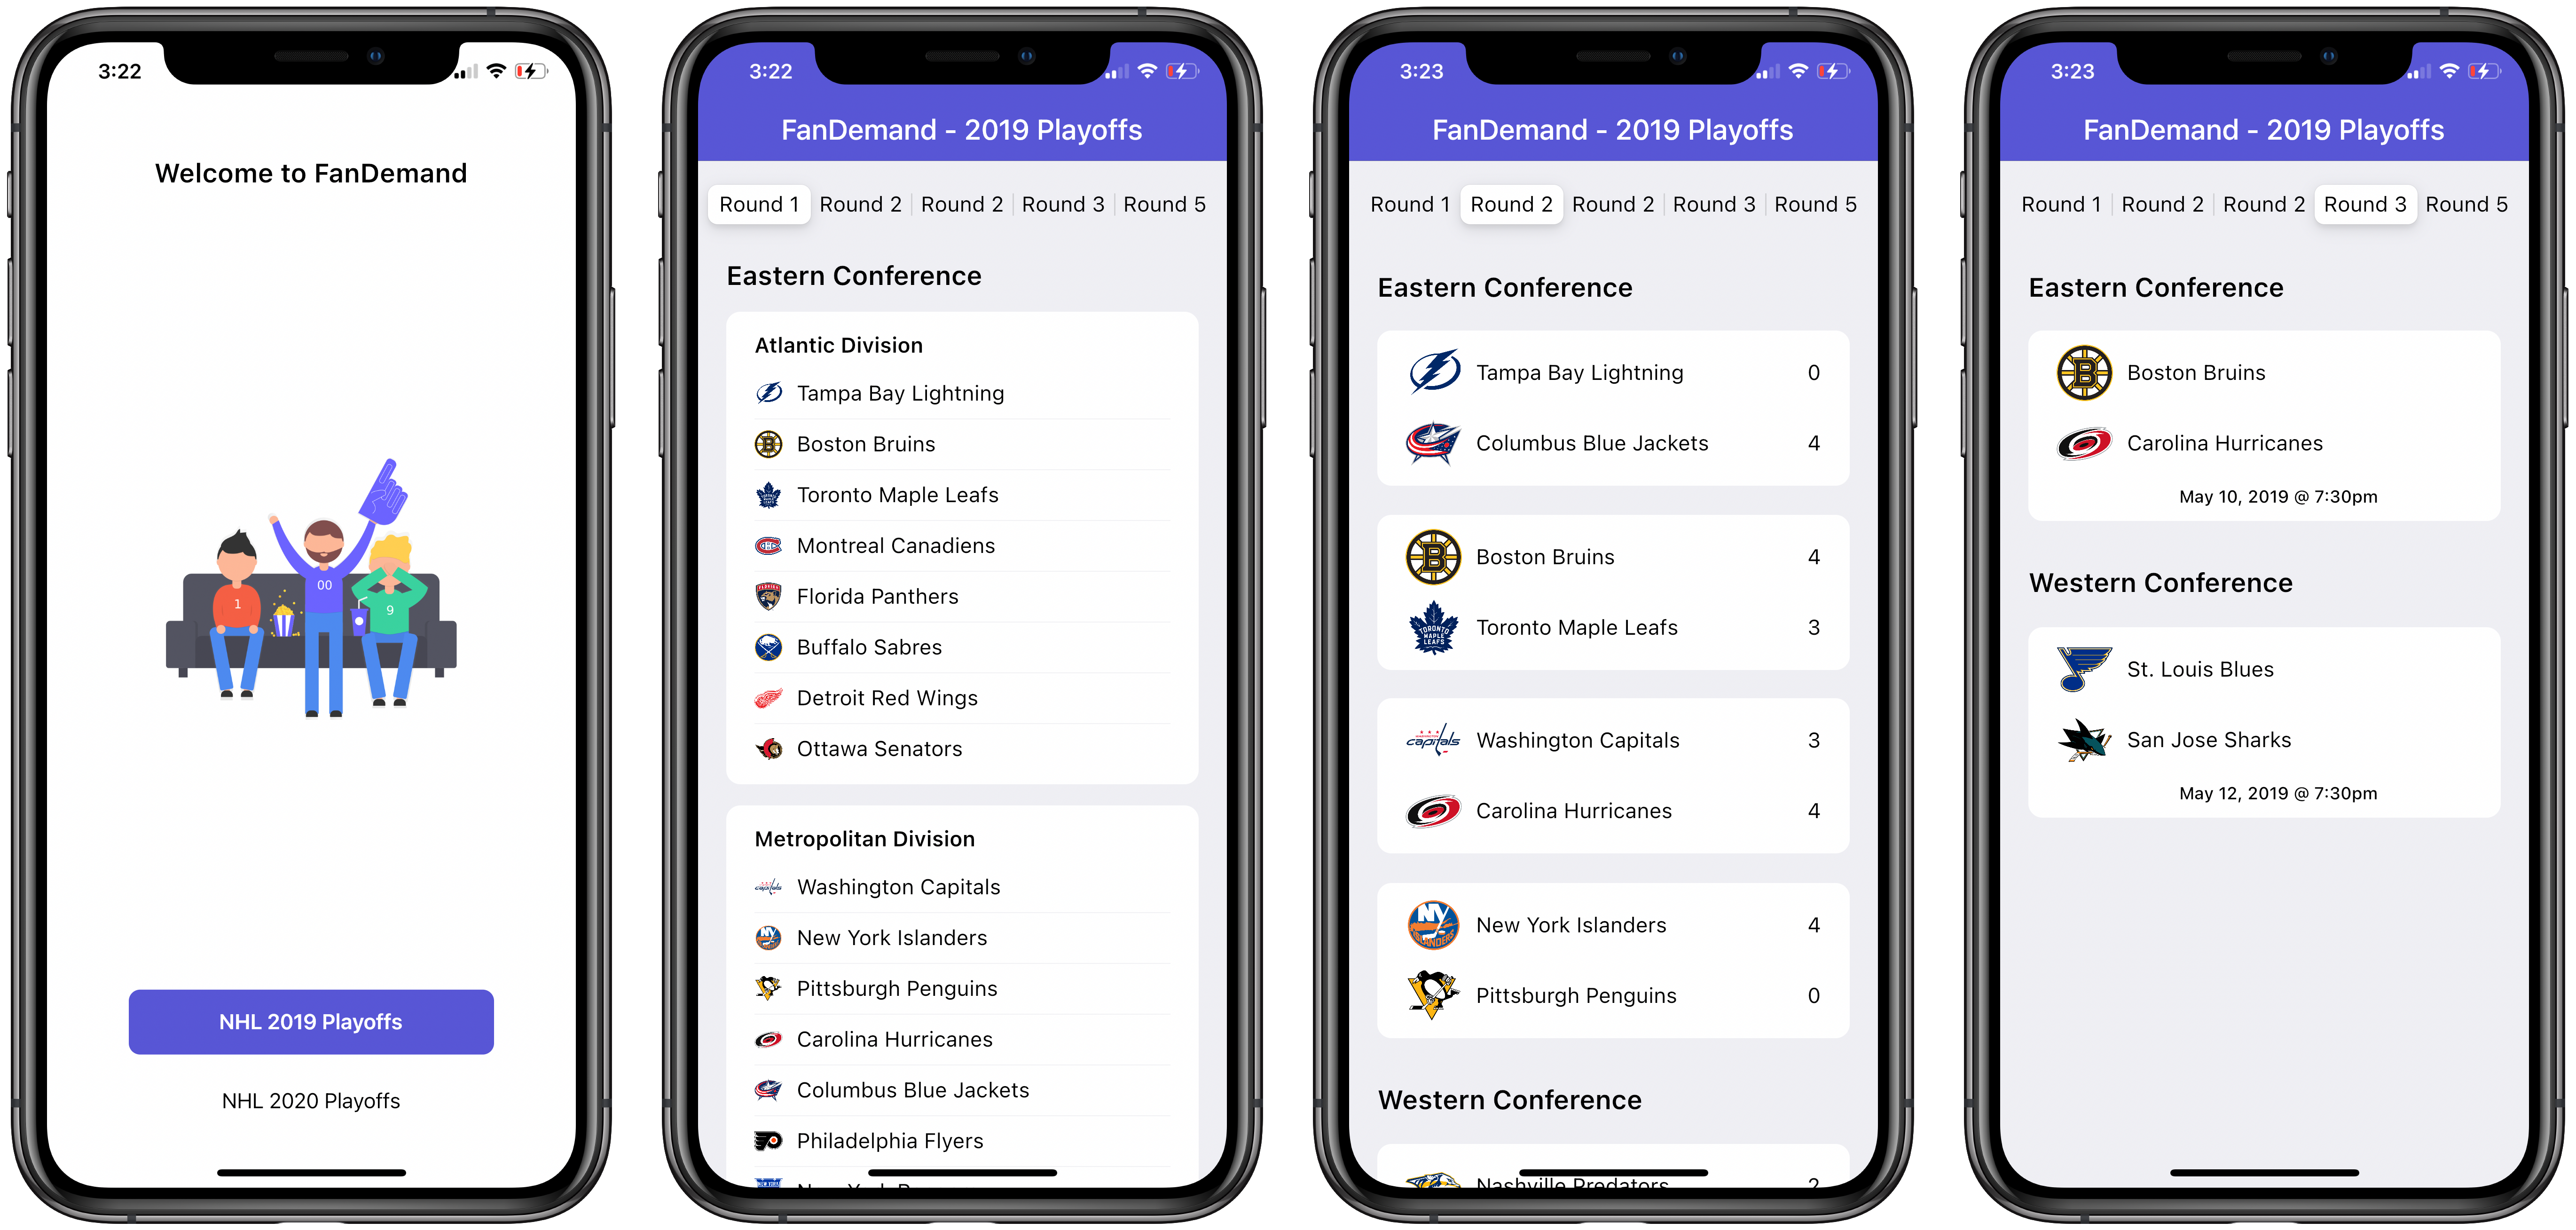 3:22
Welcome to FanDemand
00
1
9
NHL 2019 Playoffs
NHL 2020 Playoffs
3:22
FanDemand - 2019 Playoffs
Round 1 Round 2 Round 2 Round 3 Round 5
Eastern Conference
Atlantic Division
Tampa Bay Lightning
Boston Bruins
Toronto Maple Leafs
Montreal Canadiens
Florida Panthers
Buffalo Sabres
Detroit Red Wings
Ottawa Senators
Metropolitan Division
Washington Capitals
New York Islanders
Pittsburgh Penguins
Carolina Hurricanes
Columbus Blue Jackets
Philadelphia Flyers
3:23
FanDemand - 2019 Playoffs
Round 1 Round 2 Round 2 Round 3 Round 5
Eastern Conference
Tampa Bay Lightning 0
Columbus Blue Jackets 4
B
Boston Bruins 4
TORONTO
MAPLE
LEAFS
Toronto Maple Leafs 3
capitals
Washington Capitals 3
Carolina Hurricanes 4
NY
ISLANDERS
New York Islanders 4
Pittsburgh Penguins 0
Western Conference
Nashville Predators 2
3:23
FanDemand - 2019 Playoffs
Round 1 Round 2 Round 2 Round 3 Round 5
Eastern Conference
B
Boston Bruins
Carolina Hurricanes
May 10, 2019 @ 7:30pm
Western Conference
St. Louis Blues
San Jose Sharks
May 12, 2019 @ 7:30pm